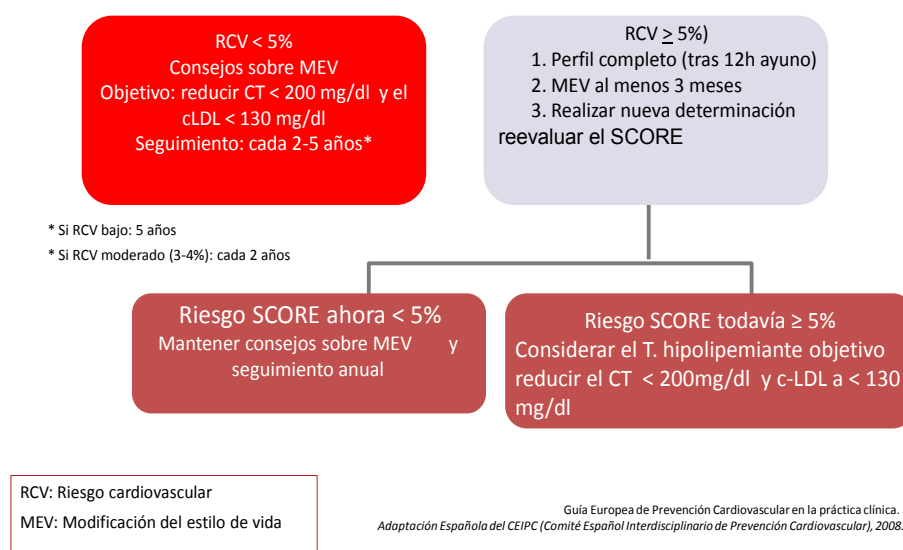 RCV < 5%
Consejos sobre MEV
Objetivo: reducir CT < 200 mg/dl y el
cLDL < 130 mg/dl
Seguimiento: cada 2-5 años*
RCV ≥ 5%)
1. Perfil completo (tras 12h ayuno)
2. MEV al menos 3 meses
3. Realizar nueva determinación
reevaluar el SCORE
* Si RCV bajo: 5 años
* Si RCV moderado (3-4%): cada 2 años
Riesgo SCORE ahora < 5%
Mantener consejos sobre MEV y
seguimiento anual
Riesgo SCORE todavía ≥ 5%
Considerar el T. hipolipemiante objetivo
reducir el CT < 200mg/dl y c-LDL a < 130
mg/dl
RCV: Riesgo cardiovascular
MEV: Modificación del estilo de vida
Guía Europea de Prevención Cardiovascular en la práctica clínica.
Adaptación Española del CEIPC (Comité Español Interdisciplinario de Prevención Cardiovascular), 2008.